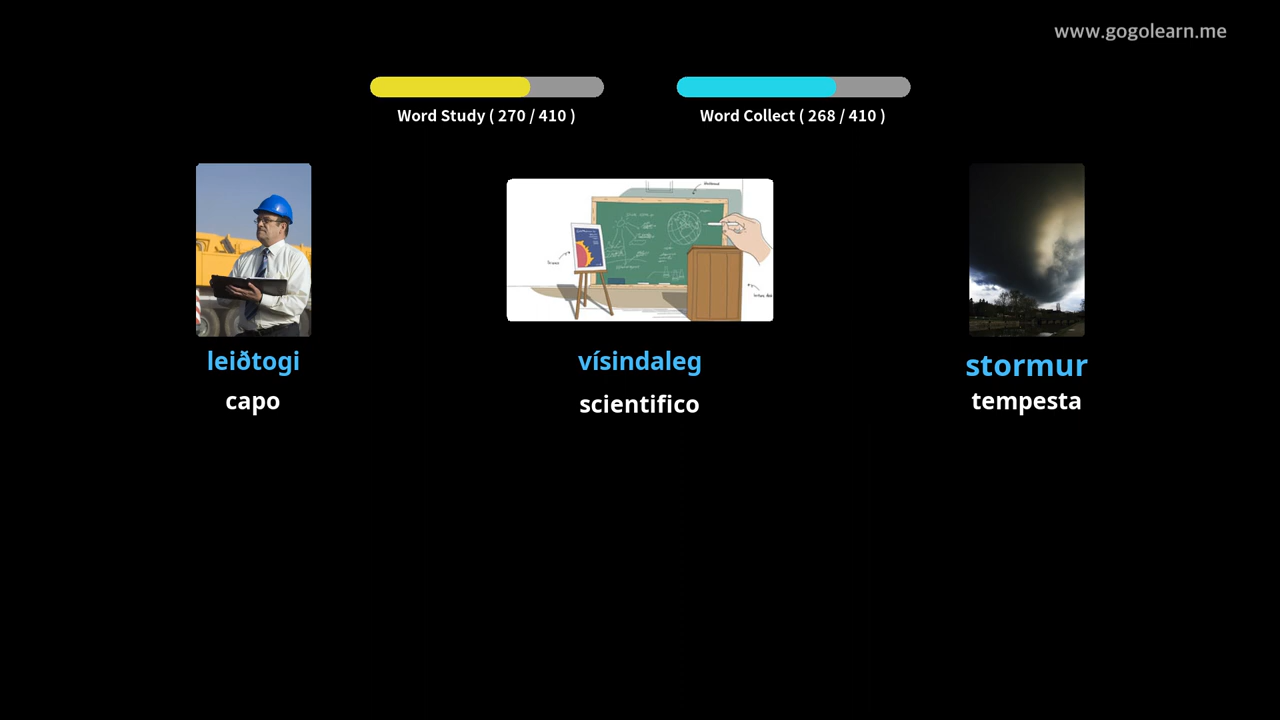 www.gogolearn.me
Word Study ( 270 / 410 )
Word Collect ( 268 / 410 )
leiðtogi
vísindaleg
stormur
capo
scientifico
tempesta